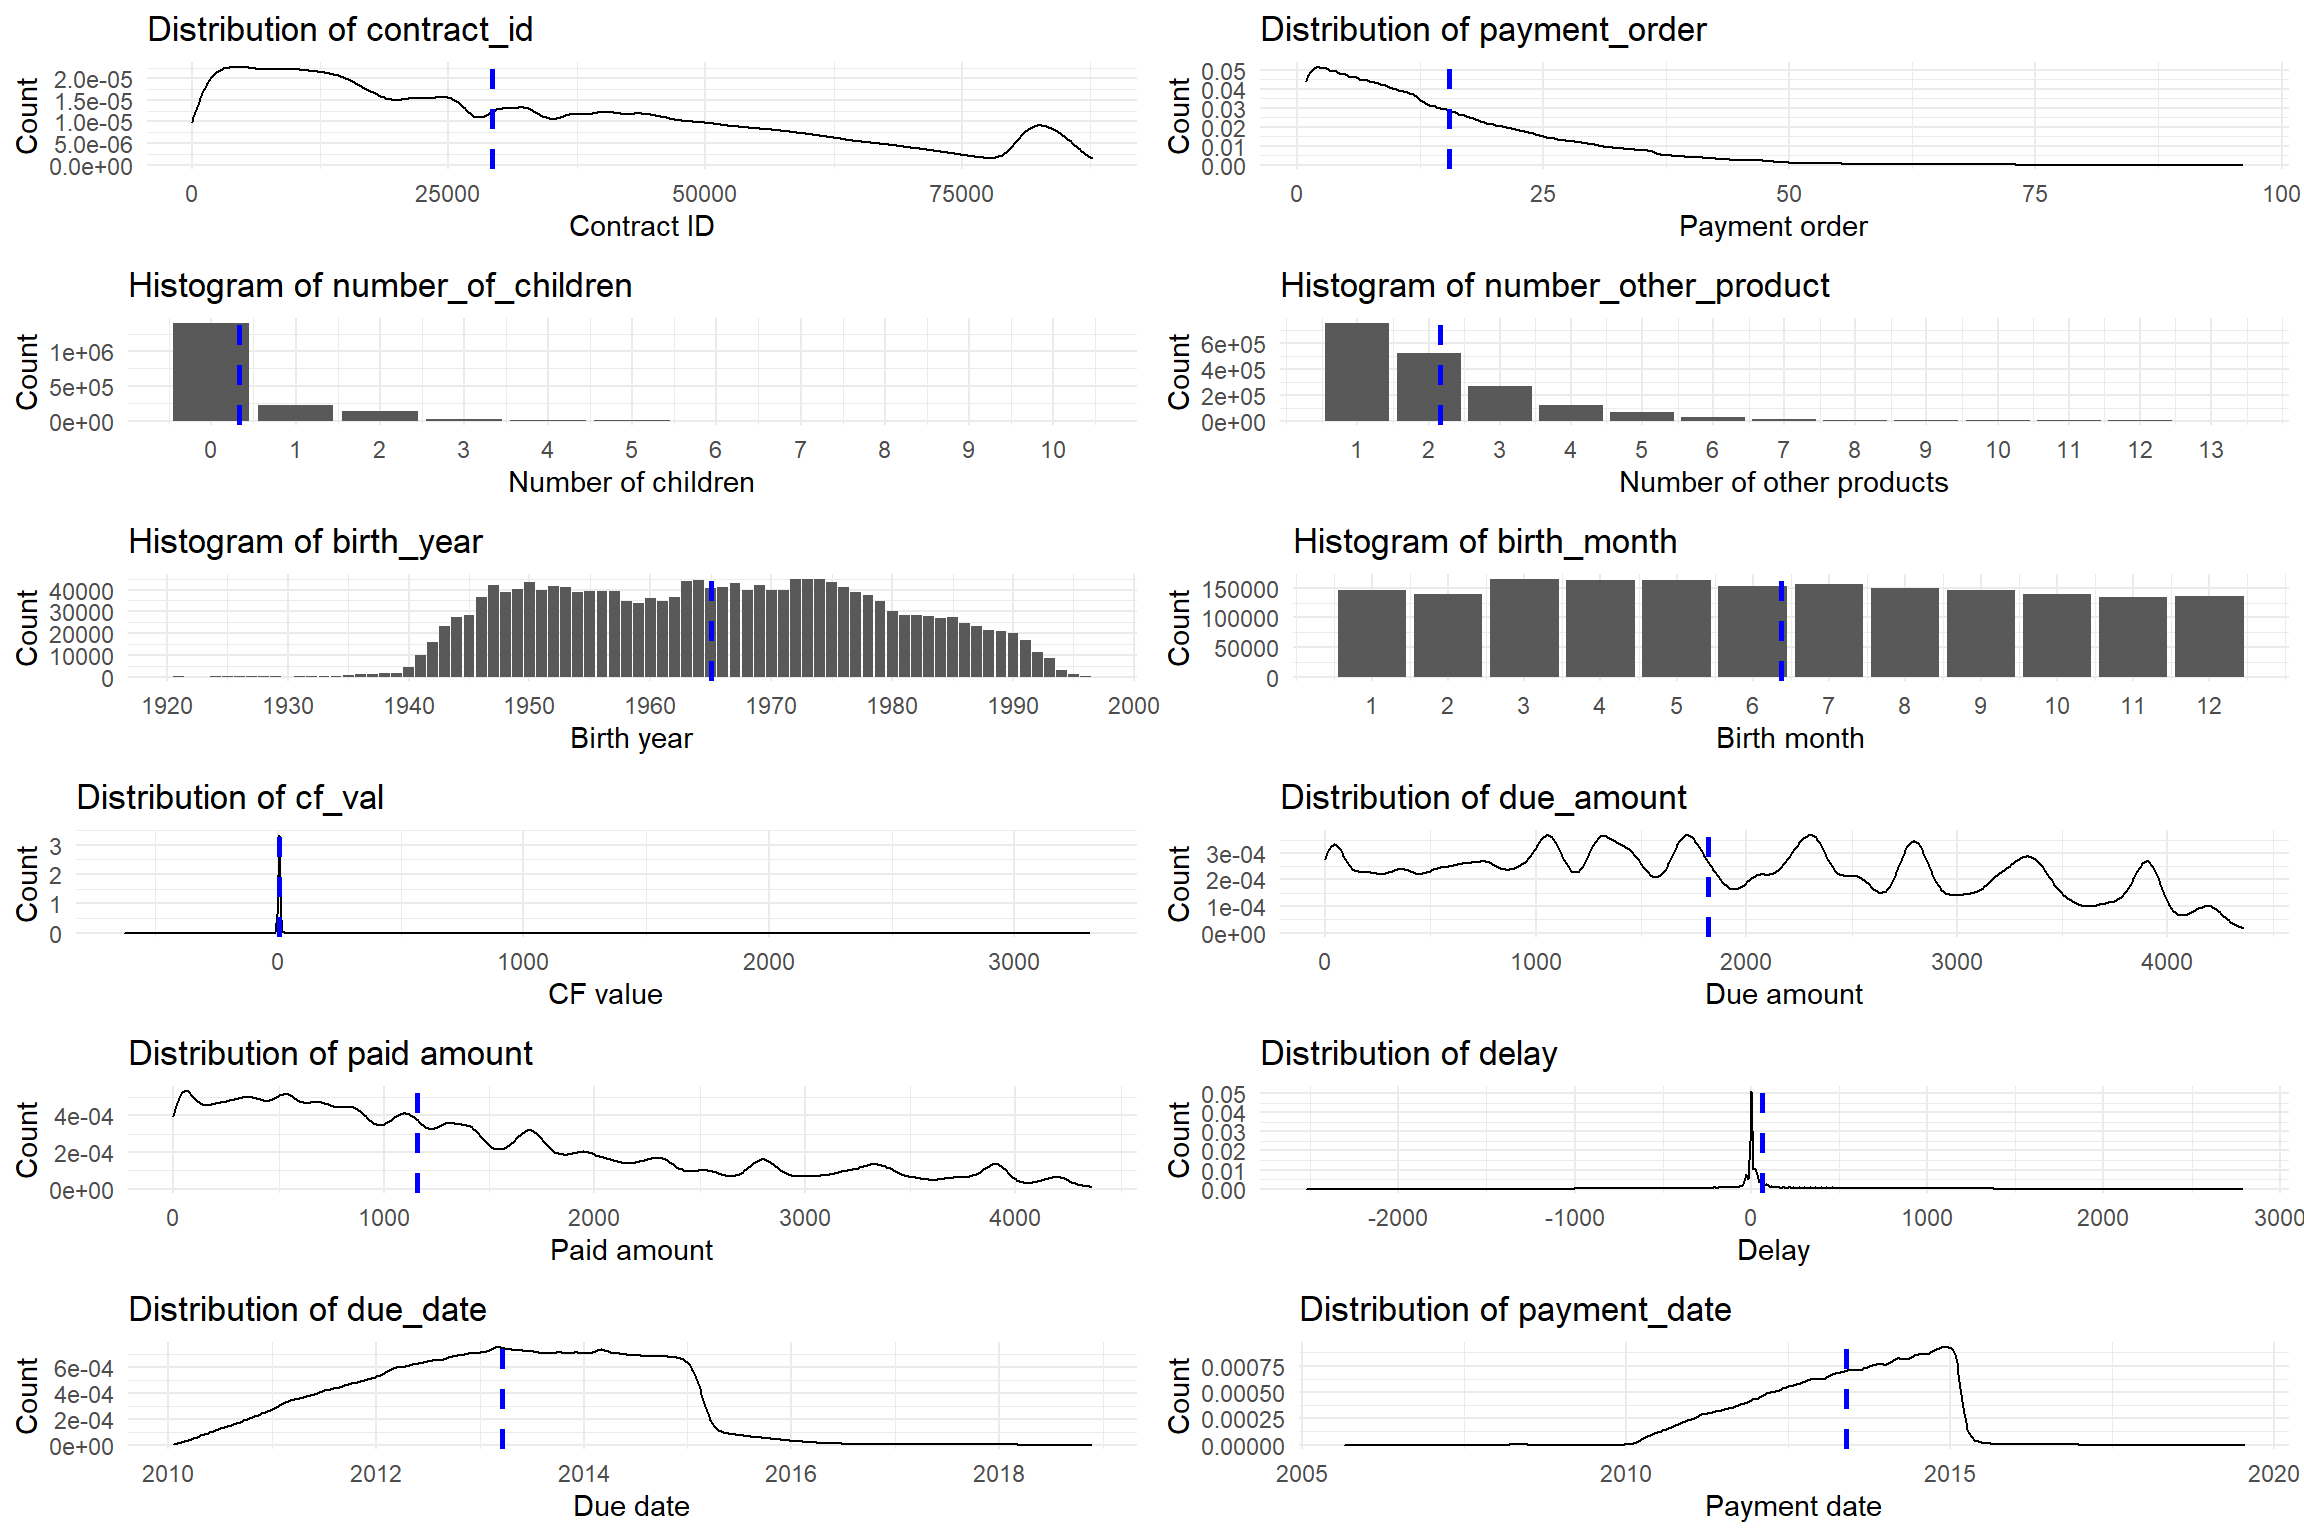 Distribution of contract_id
Count
2.0e-05
1.5e-05
1.0e-05
5.0e-06
0.0e+00
0 25000 50000 75000
Contract ID
Distribution of payment_order
Count
0.05
0.04
0.03
0.02
0.01
0.00
0 25 50 75 100
Payment order
Histogram of number_of_children
Count
1e+06
5e+05
0e+00
0 1 2 3 4 5 6 7 8 9 10
Number of children
Histogram of number_other_product
Count
6e+05
4e+05
2e+05
0e+00
1 2 3 4 5 6 7 8 9 10 11 12 13
Number of other products
Histogram of birth_year
Count
40000
30000
20000
10000
0
1920 1930 1940 1950 1960 1970 1980 1990 2000
Birth year
Histogram of birth_month
Count
150000
100000
50000
0
1 2 3 4 5 6 7 8 9 10 11 12
Birth month
Distribution of cf_val
Count
3
2
1
0
0 1000 2000 3000
CF value
Distribution of due_amount
Count
3e-04
2e-04
1e-04
0e+00
0 1000 2000 3000 4000
Due amount
Distribution of paid amount
Count
4e-04
2e-04
0e+00
0 1000 2000 3000 4000
Paid amount
Distribution of delay
Count
0.05
0.04
0.03
0.02
0.01
0.00
-2000 -1000 0 1000 2000 3000
Delay
Distribution of due_date
Count
6e-04
4e-04
2e-04
0e+00
2010 2012 2014 2016 2018
Due date
Distribution of payment_date
Count
0.00075
0.00050
0.00025
0.00000
2005 2010 2015 2020
Payment date